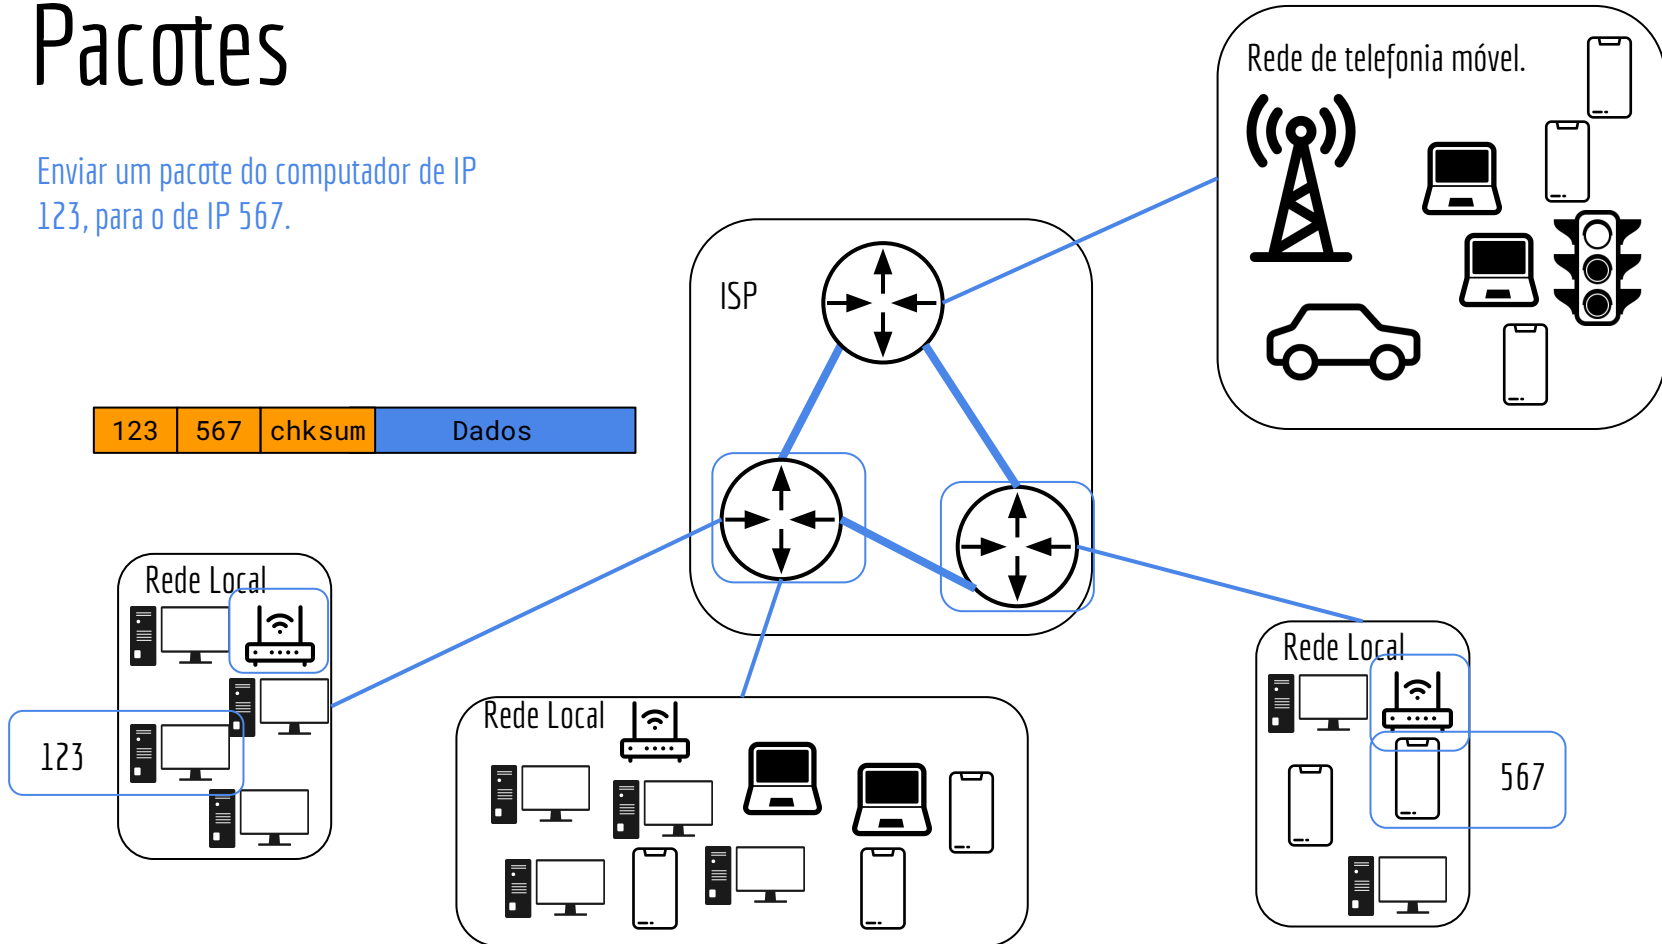 Pacotes
Enviar um pacote do computador de IP
123, para o de IP 567.
Rede de telefonia móvel.
ISP
123 567 chksum Dados
Rede Local
123
Rede Local
Rede Local
567